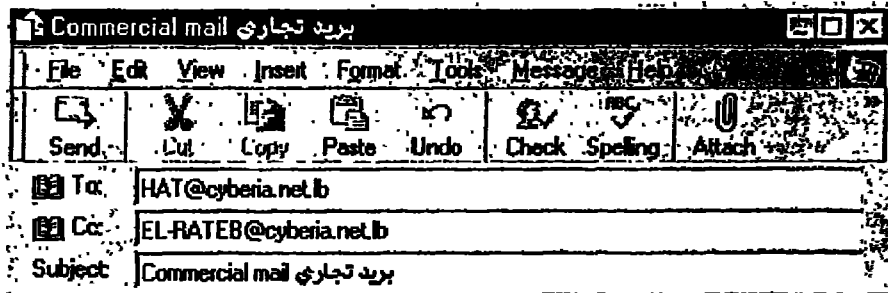 Commercial mail بريد تجاري
File Edit View Insert Format Tools Message Help
Send Cut Copy Paste Undo Check Spelling Attach
To: HAT@cyberia.net.lb
Cc: EL-RATEB@cyberia.net.lb
Subject: Commercial mail بريد تجاري